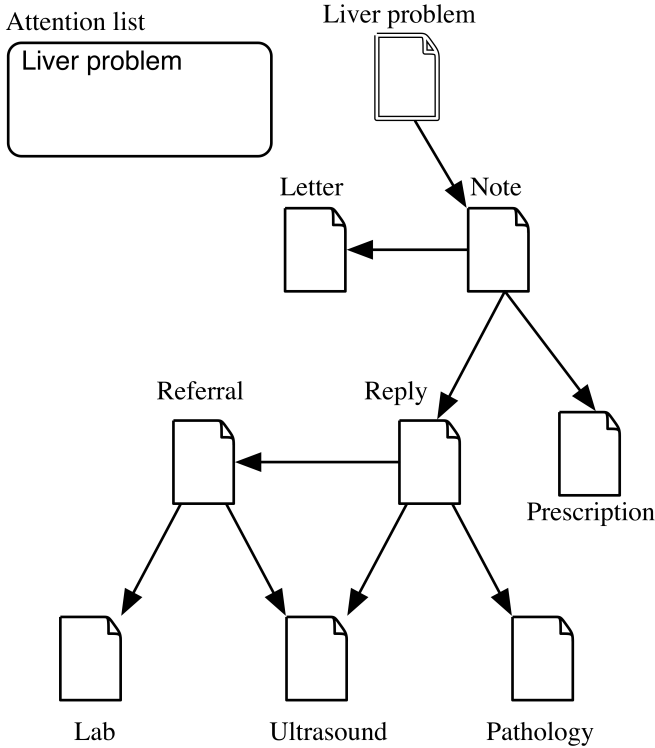 Attention list
Liver problem
Liver problem
Letter
Note
Referral
Reply
Prescription
Lab
Ultrasound
Pathology